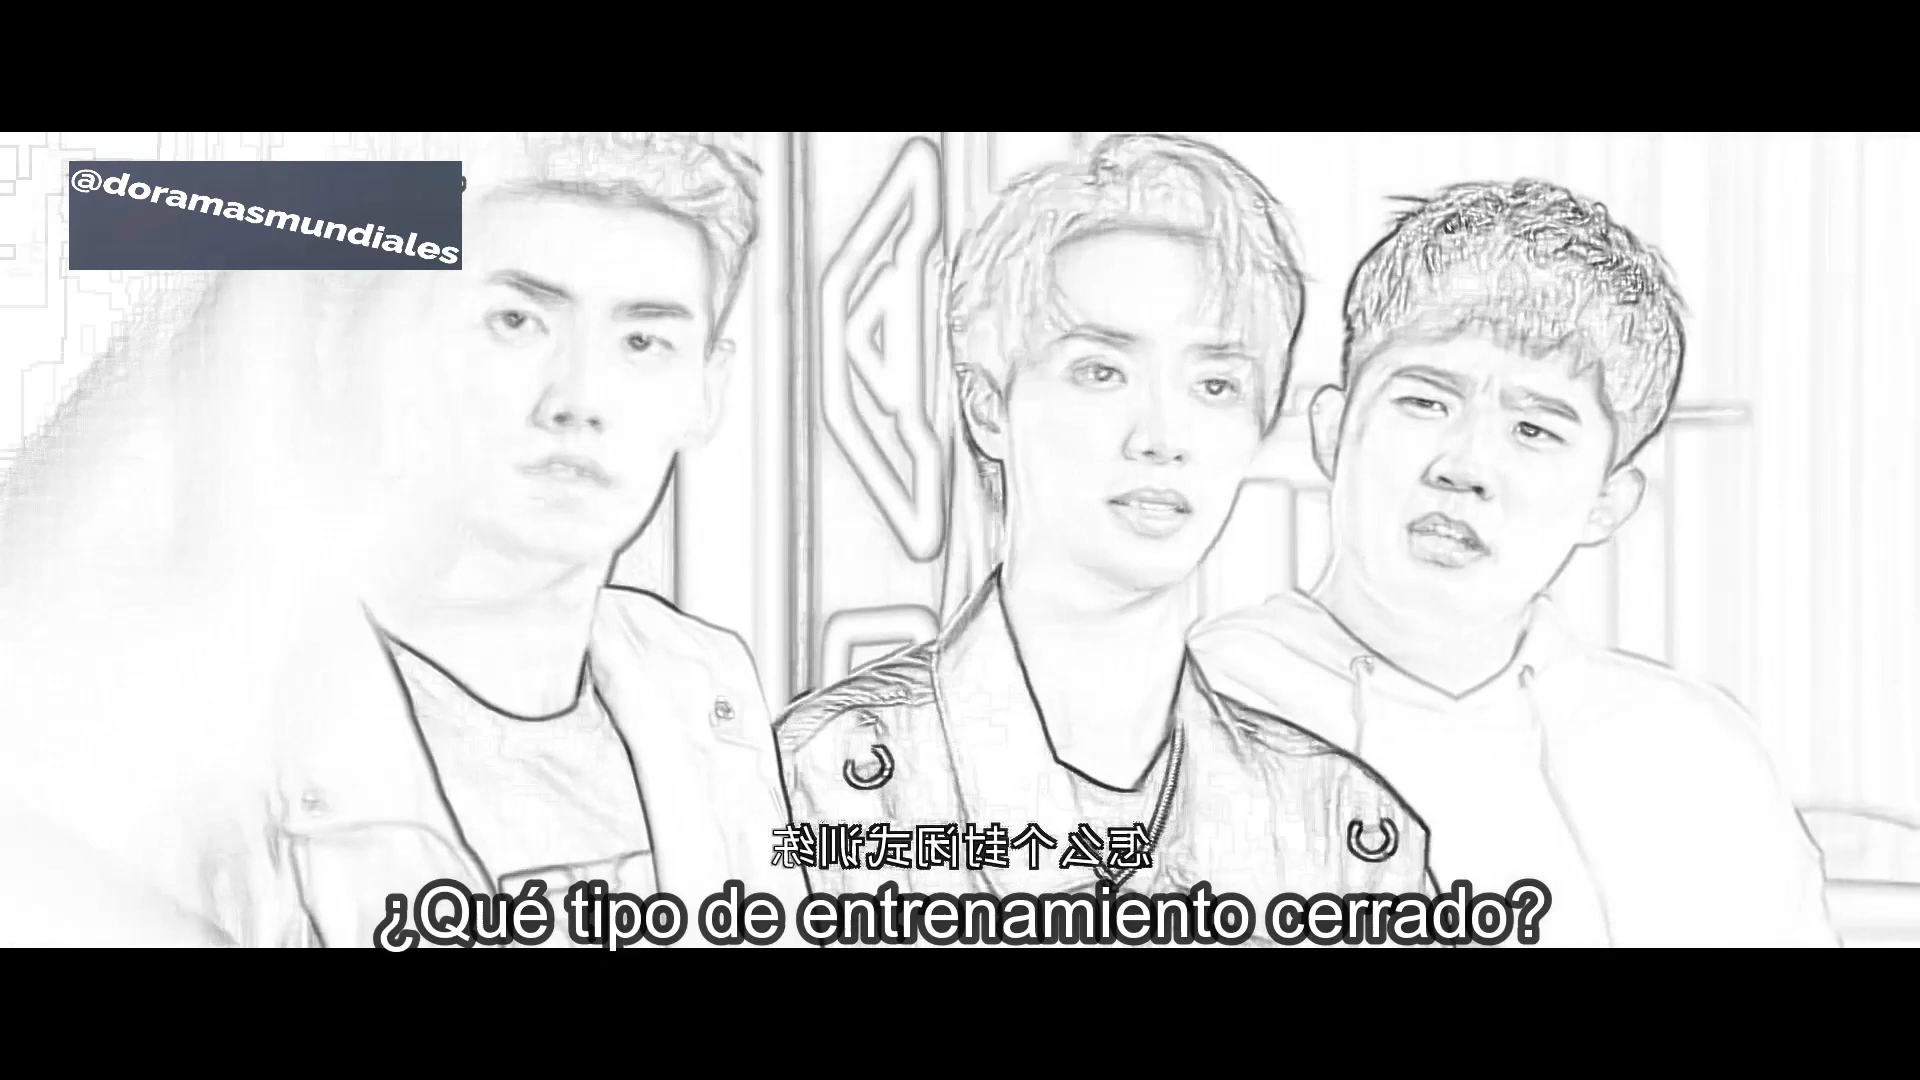 @doramasmundiales
怎么个封闭式训练
¿Qué tipo de entrenamiento cerrado?